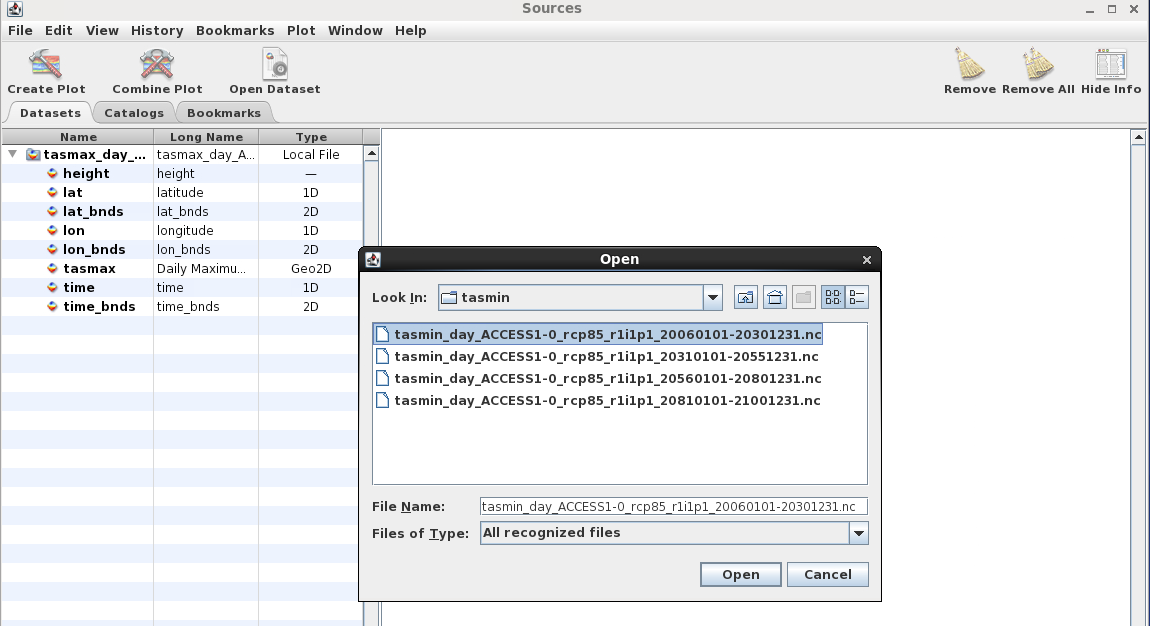 Sources
File Edit View History Bookmarks Plot Window Help
Create Plot Combine Plot Open Dataset Remove Remove All Hide Info
Datasets Catalogs Bookmarks
Name Long Name Type
tasmax_day_... tasmax_day_A... Local File
height height —
lat latitude 1D
lat_bnds lat_bnds 2D
lon longitude 1D
lon_bnds lon_bnds 2D
tasmax Daily Maximu... Geo2D
time time 1D
time_bnds time_bnds 2D
Open
Look In: tasmin
tasmin_day_ACCESS1-0_rcp85_r1i1p1_20060101-20301231.nc
tasmin_day_ACCESS1-0_rcp85_r1i1p1_20310101-20551231.nc
tasmin_day_ACCESS1-0_rcp85_r1i1p1_20560101-20801231.nc
tasmin_day_ACCESS1-0_rcp85_r1i1p1_20810101-21001231.nc
File Name: tasmin_day_ACCESS1-0_rcp85_r1i1p1_20060101-20301231.nc
Files of Type: All recognized files
Open Cancel